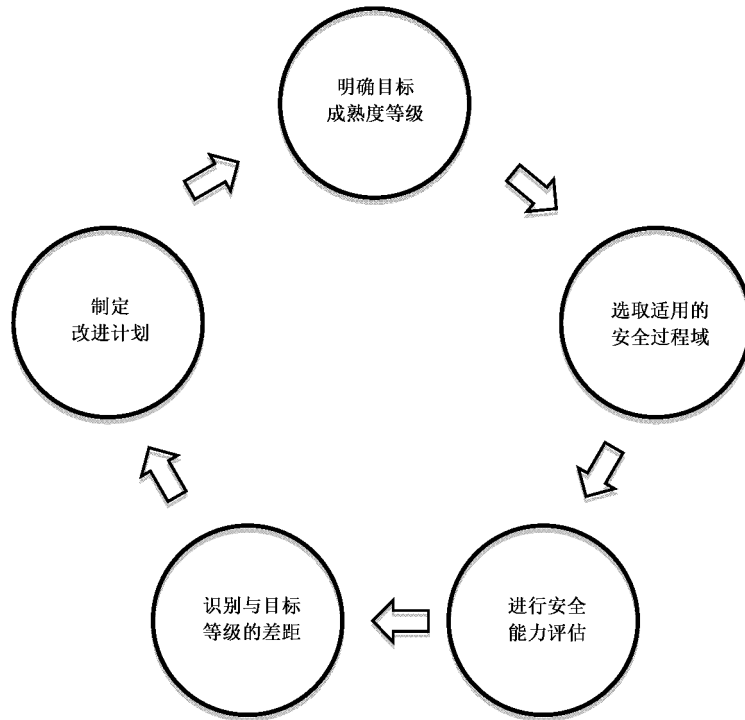 明确目标
成熟度等级
选取适用的
安全过程域
进行安全
能力评估
识别与目标
等级的差距
制定
改进计划